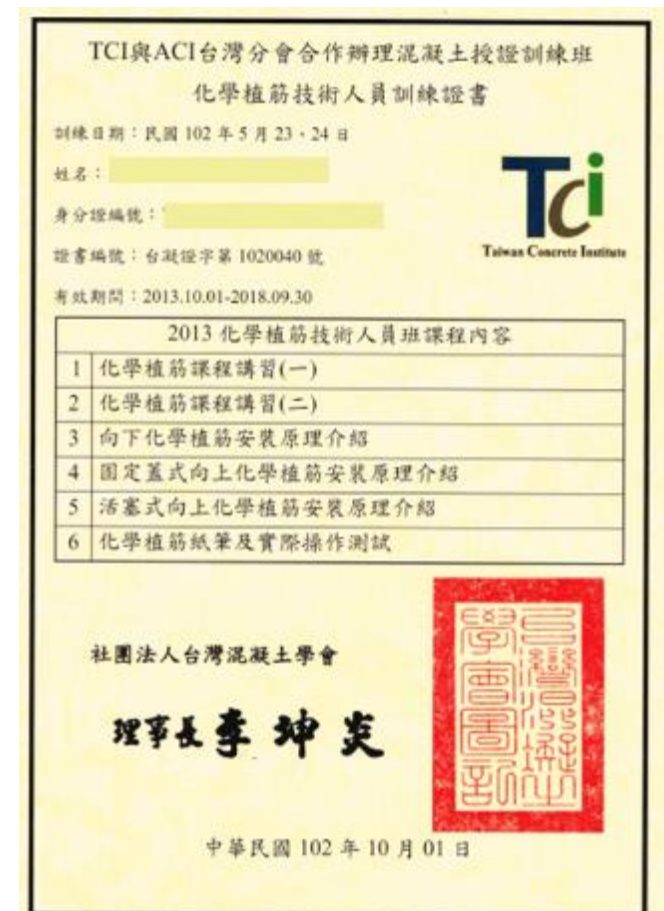 TCI與ACI台灣分會合作辦理混凝土授證訓練班
化學植筋技術人員訓練證書
訓練日期：民國 102 年 5 月 23、24 日
姓名：
身分證編號：
證書編號：台凝證字第 1020040 號
有效期間：2013.10.01-2018.09.30
Tci
Taiwan Concrete Institute
2013 化學植筋技術人員班課程內容
1 化學植筋課程講習(一)
2 化學植筋課程講習(二)
3 向下化學植筋安裝原理介紹
4 固定蓋式向上化學植筋安裝原理介紹
5 活塞式向上化學植筋安裝原理介紹
6 化學植筋紙筆及實際操作測試
社團法人台灣混凝土學會
理事長 李坤炎
台灣混凝土
學會圖記
中華民國 102 年 10 月 01 日